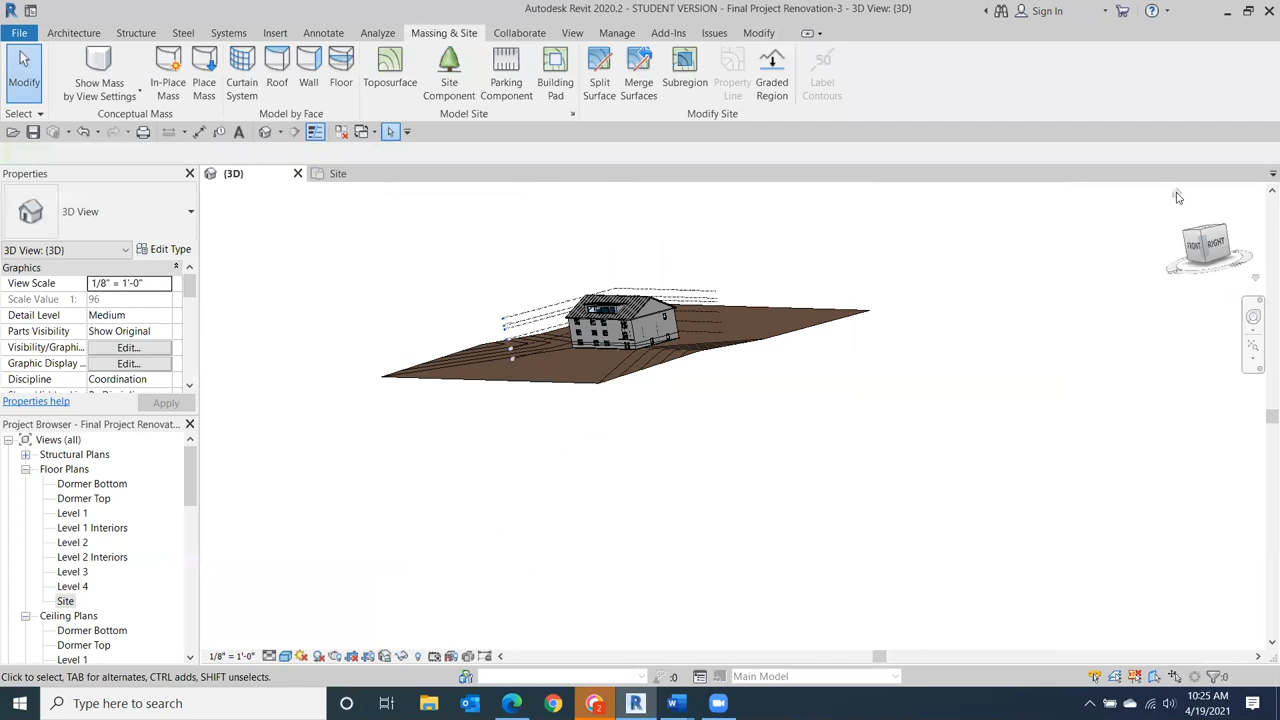 Autodesk Revit 2020.2 - STUDENT VERSION - Final Project Renovation-3 - 3D View: {3D}
Sign In
File Architecture Structure Steel Systems Insert Annotate Analyze Massing & Site Collaborate View Manage Add-Ins Issues Modify
Modify
Show Mass
by View Settings
In-Place
Mass
Place
Mass
Curtain
System
Roof
Wall
Floor
Toposurface
Site
Component
Parking
Component
Building
Pad
Split
Surface
Merge
Surfaces
Subregion
Property
Line
Graded
Region
Label
Contours
Select
Conceptual Mass
Model by Face
Model Site
Modify Site
Properties
{3D}
Site
3D View
3D View: {3D}
Edit Type
Graphics
View Scale 1/8" = 1'-0"
Scale Value 1: 96
Detail Level Medium
Parts Visibility Show Original
Visibility/Graphi... Edit...
Graphic Display ... Edit...
Discipline Coordination
Properties help
Apply
Project Browser - Final Project Renovat...
Views (all)
Structural Plans
Floor Plans
Dormer Bottom
Dormer Top
Level 1
Level 1 Interiors
Level 2
Level 2 Interiors
Level 3
Level 4
Site
Ceiling Plans
Dormer Bottom
Dormer Top
Level 1
FRONT
RIGHT
1/8" = 1'-0"
Click to select, TAB for alternates, CTRL adds, SHIFT unselects.
:0
Main Model
:0
Type here to search
10:25 AM
4/19/2021